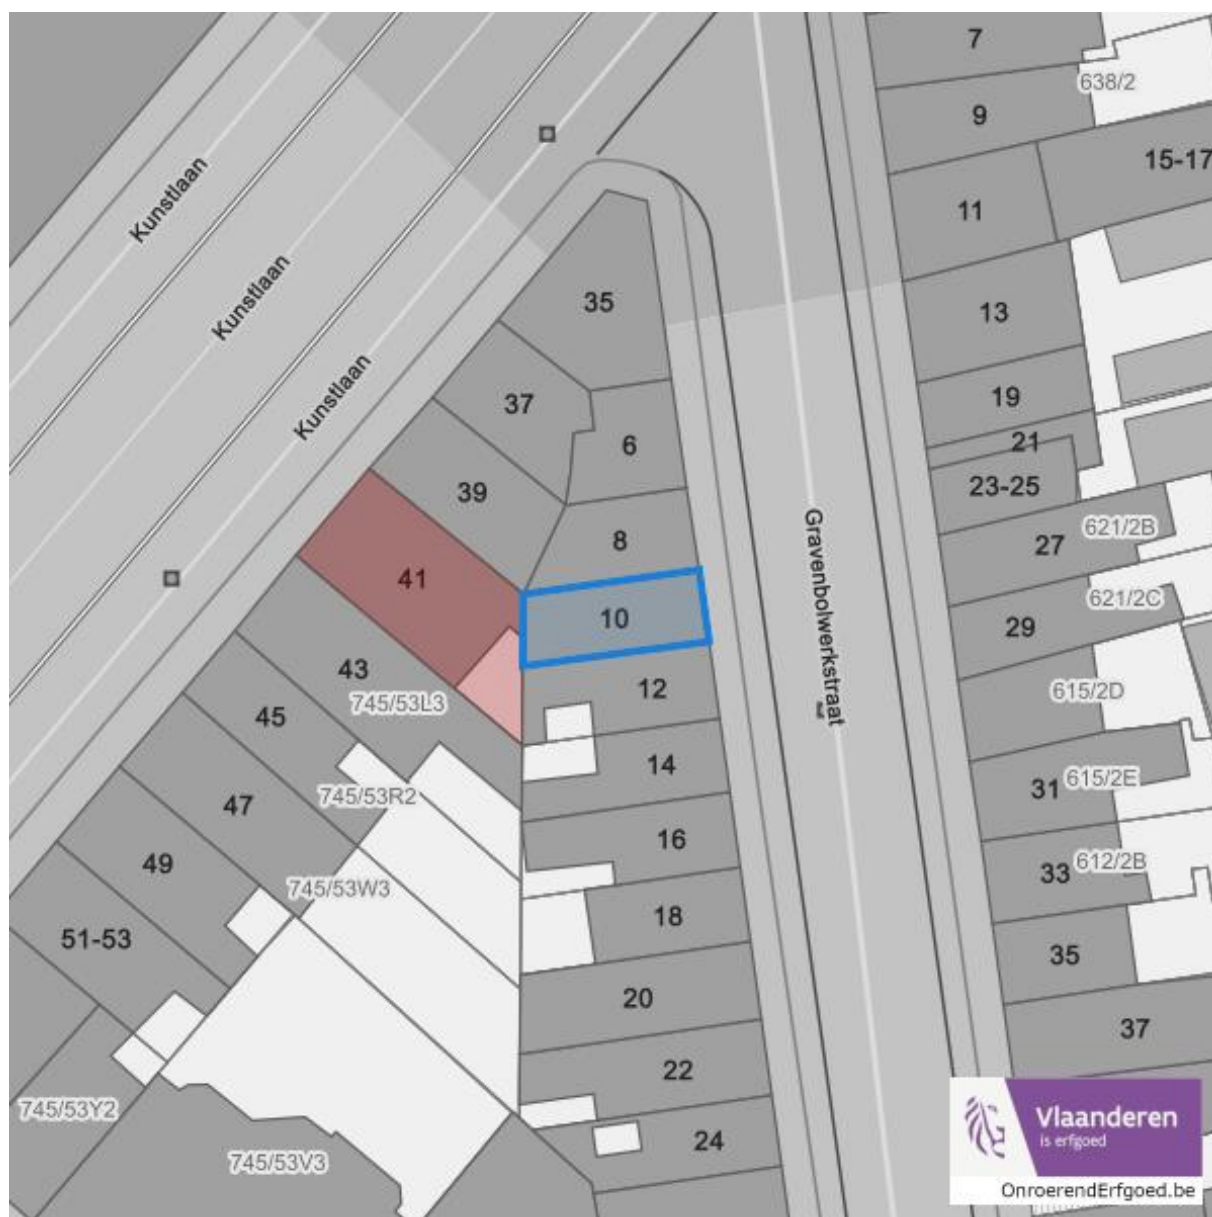 7
638/2
9
15-17
Kunstlaan
11
Kunstlaan
35
13
Kunstlaan
37
19
6
21
39
23-25
8
Gravenbolwerkstraat
27
621/2B
41
621/2C
10
29
43
12
745/53L3
615/2D
45
14
31
615/2E
745/53R2
47
16
49
33
612/2B
745/53W3
18
51-53
35
20
37
22
745/53Y2
24
745/53V3
Vlaanderen
is erfgoed
OnroerendErfgoed.be